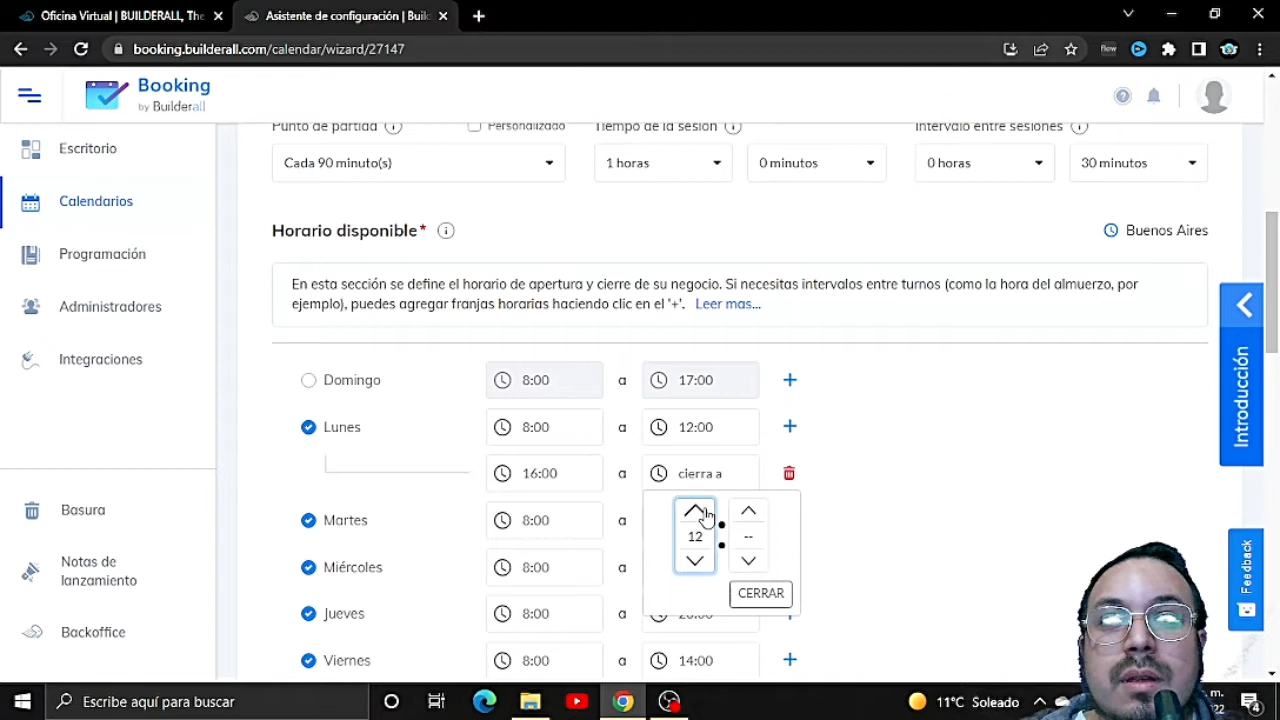 Oficina Virtual | BUILDERALL, The
Asistente de configuración | Buil
booking.builderall.com/calendar/wizard/27147
flow
Booking
by Builderall
Escritorio
Calendarios
Programación
Administradores
Integraciones
Basura
Notas de
lanzamiento
Backoffice
Punto de partida
Personalizado
Tiempo de la sesión
Intervalo entre sesiones
Cada 90 minuto(s)
1 horas
0 minutos
0 horas
30 minutos
Horario disponible*
Buenos Aires
En esta sección se define el horario de apertura y cierre de su negocio. Si necesitas intervalos entre turnos (como la hora del almuerzo, por
ejemplo), puedes agregar franjas horarias haciendo clic en el '+'. Leer mas...
Domingo 8:00 a 17:00 +
Lunes 8:00 a 12:00 +
16:00 a cierra a
Martes 8:00 a
Miércoles 8:00 a
Jueves 8:00 a
Viernes 8:00 a 14:00 +
12 : --
CERRAR
Introducción
Feedback
Escribe aquí para buscar
11°C Soleado
4